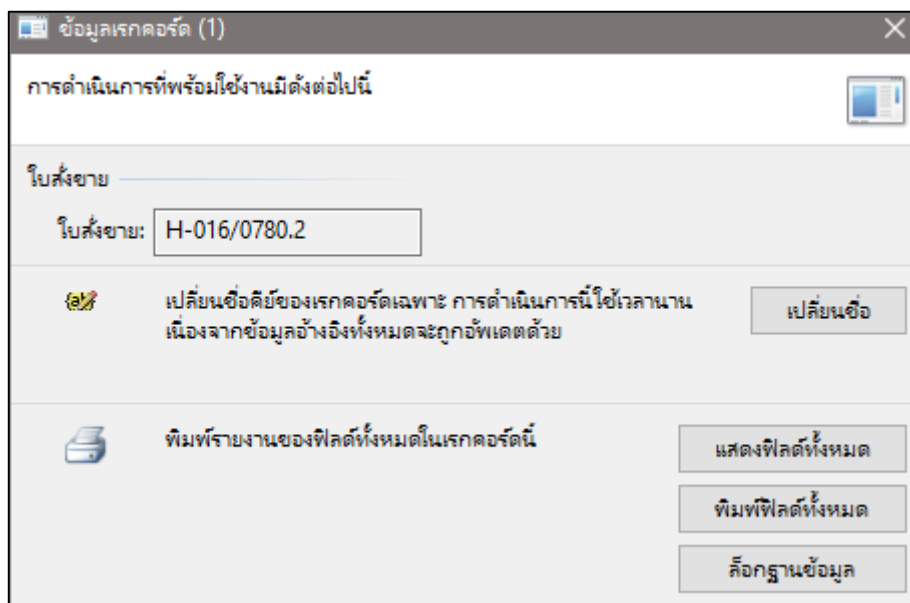 ข้อมูลเรกคอร์ด (1)
การดำเนินการที่พร้อมใช้งานมีดังต่อไปนี้
ใบสั่งขาย
ใบสั่งขาย: H-016/0780.2
เปลี่ยนชื่อคีย์ของเรกคอร์ดเฉพาะ การดำเนินการนี้ใช้เวลานาน
เนื่องจากข้อมูลอ้างอิงทั้งหมดจะถูกอัพเดตด้วย
เปลี่ยนชื่อ
พิมพ์รายงานของฟิลด์ทั้งหมดในเรกคอร์ดนี้
แสดงฟิลด์ทั้งหมด
พิมพ์ฟิลด์ทั้งหมด
ล็อกฐานข้อมูล